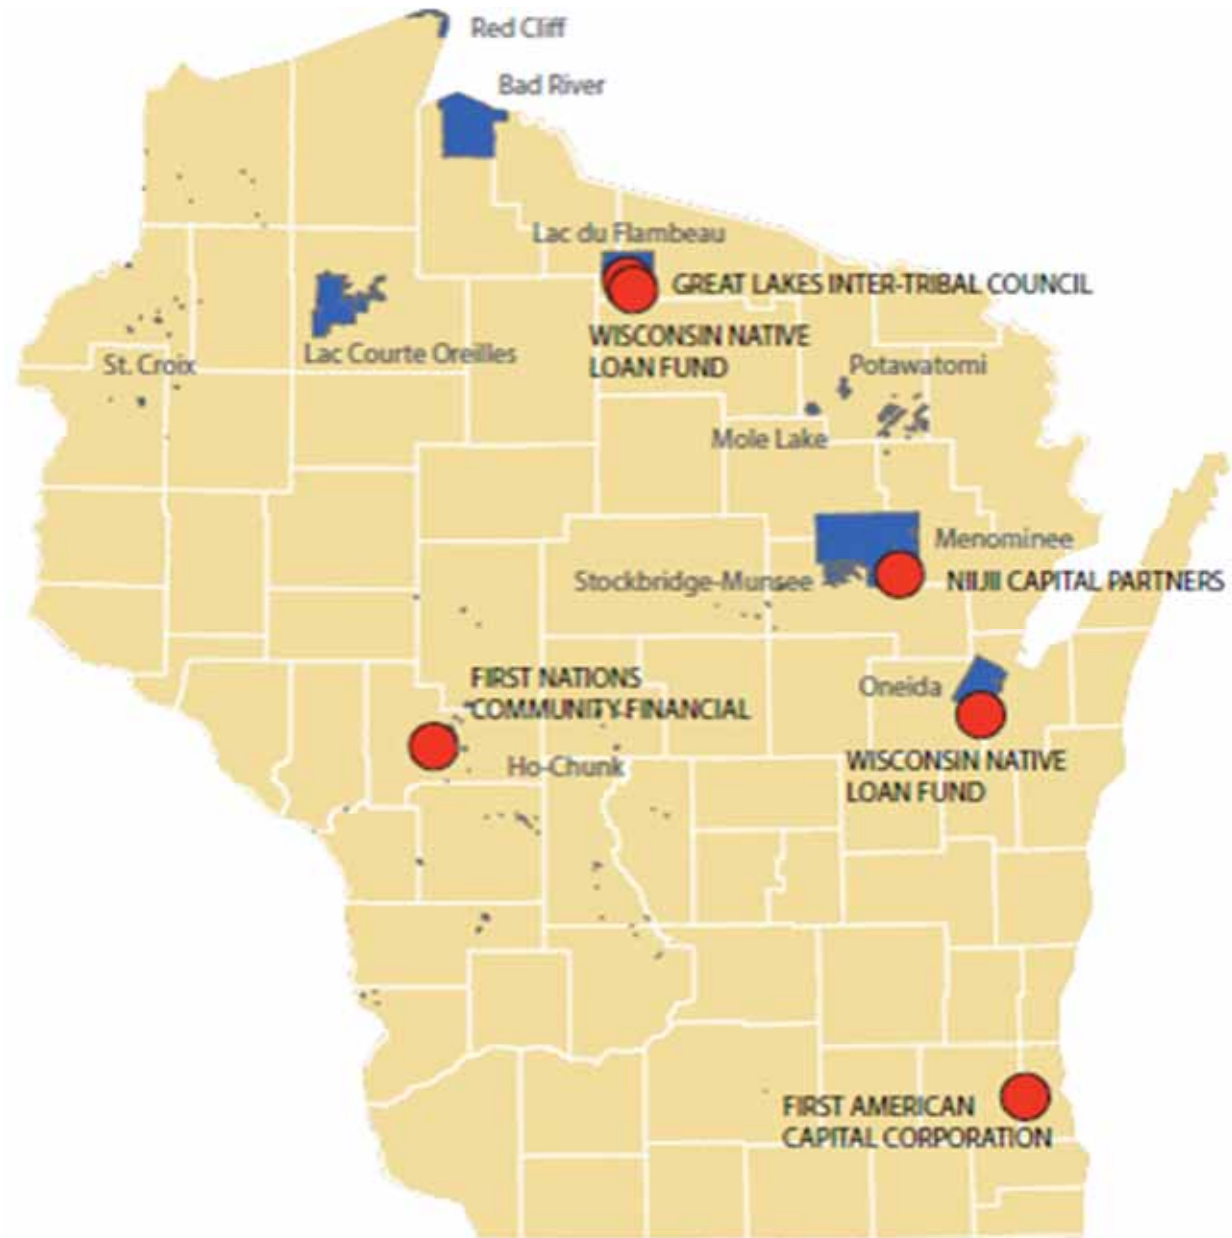 Red Cliff
Bad River
Lac du Flambeau
GREAT LAKES INTER-TRIBAL COUNCIL
WISCONSIN NATIVE
LOAN FUND
Lac Courte Oreilles
St. Croix
Potawatomi
Mole Lake
Menominee
Stockbridge-Munsee
NIIJII CAPITAL PARTNERS
FIRST NATIONS
COMMUNITY FINANCIAL
Oneida
Ho-Chunk
WISCONSIN NATIVE
LOAN FUND
FIRST AMERICAN
CAPITAL CORPORATION